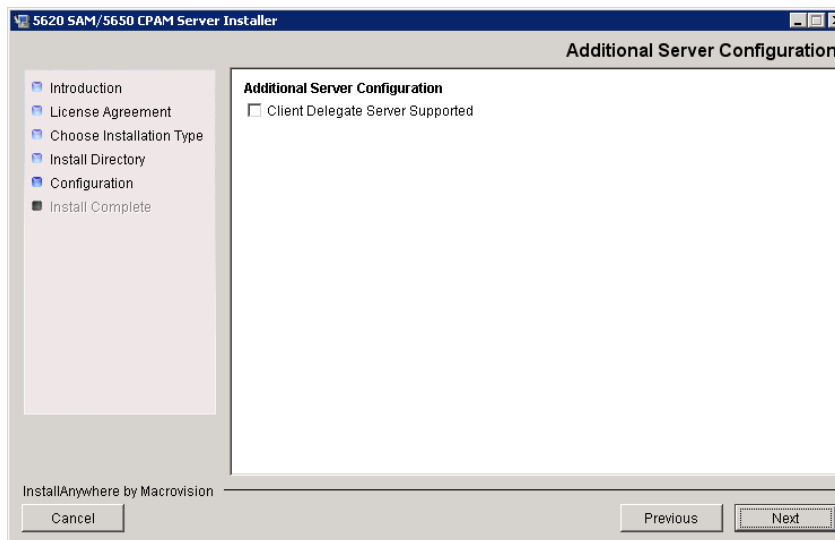 5620 SAM/5650 CPAM Server Installer
Additional Server Configuration
Introduction
License Agreement
Choose Installation Type
Install Directory
Configuration
Install Complete
Additional Server Configuration
Client Delegate Server Supported
InstallAnywhere by Macrovision
Cancel
Previous
Next